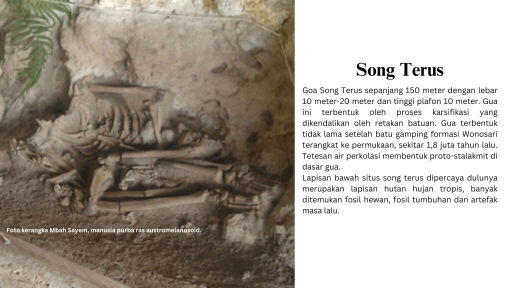 Song Terus
Goa Song Terus sepanjang 150 meter dengan lebar
10 meter-20 meter dan tinggi plafon 10 meter. Gua
ini terbentuk oleh proses karsifikasi yang
dikendalikan oleh retakan batuan. Gua terbentuk
tidak lama setelah batu gamping formasi Wonosari
terangkat ke permukaan, sekitar 1,8 juta tahun lalu.
Tetesan air perkolasi membentuk proto-stalakmit di
dasar gua.
Lapisan bawah situs song terus dipercaya dulunya
merupakan lapisan hutan hujan tropis, banyak
ditemukan fosil hewan, fosil tumbuhan dan artefak
masa lalu.
Foto kerangka Mbah Sayem, manusia purba ras austromelanosoid.